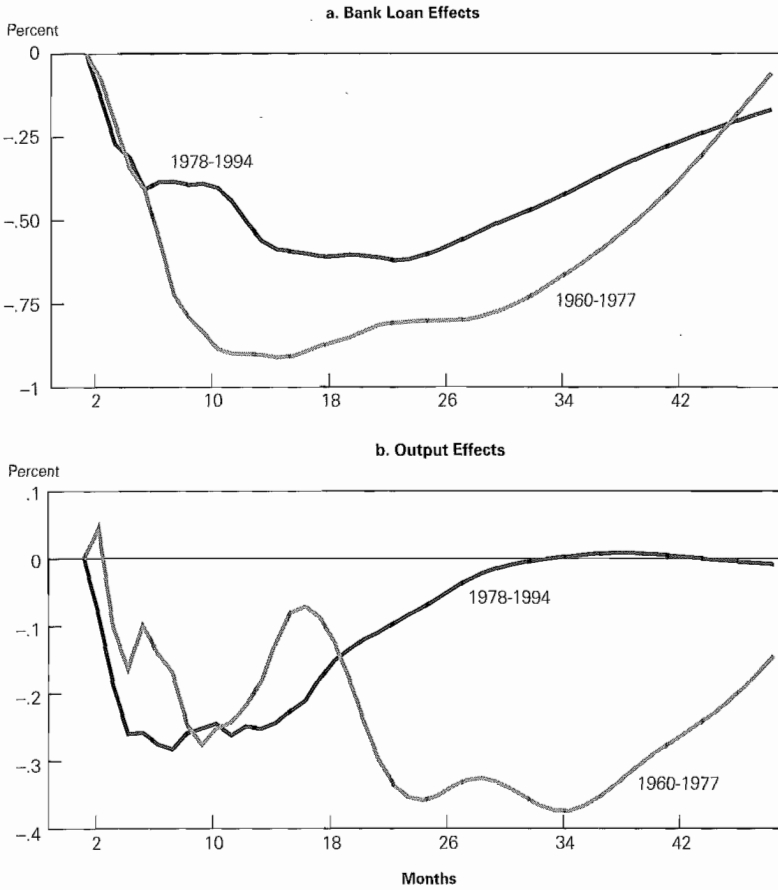 a. Bank Loan Effects
Percent
0
–.25
–.50
–.75
–1
1978-1994
1960-1977
2 10 18 26 34 42
b. Output Effects
Percent
.1
0
–.1
–.2
–.3
–.4
1978-1994
1960-1977
2 10 18 26 34 42
Months